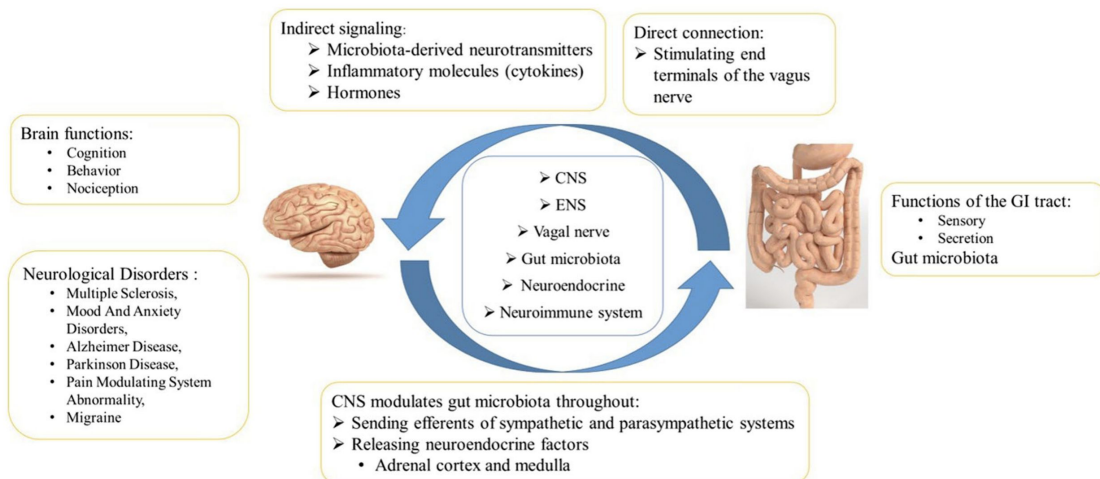 Indirect signaling:
➢ Microbiota-derived neurotransmitters
➢ Inflammatory molecules (cytokines)
➢ Hormones
Direct connection:
➢ Stimulating end
terminals of the vagus
nerve
Brain functions:
• Cognition
• Behavior
• Nociception
➢ CNS
➢ ENS
➢ Vagal nerve
➢ Gut microbiota
➢ Neuroendocrine
➢ Neuroimmune system
Functions of the GI tract:
• Sensory
• Secretion
Gut microbiota
Neurological Disorders :
• Multiple Sclerosis,
• Mood And Anxiety
Disorders,
• Alzheimer Disease,
• Parkinson Disease,
• Pain Modulating System
Abnormality,
• Migraine
CNS modulates gut microbiota throughout:
➢ Sending efferents of sympathetic and parasympathetic systems
➢ Releasing neuroendocrine factors
• Adrenal cortex and medulla